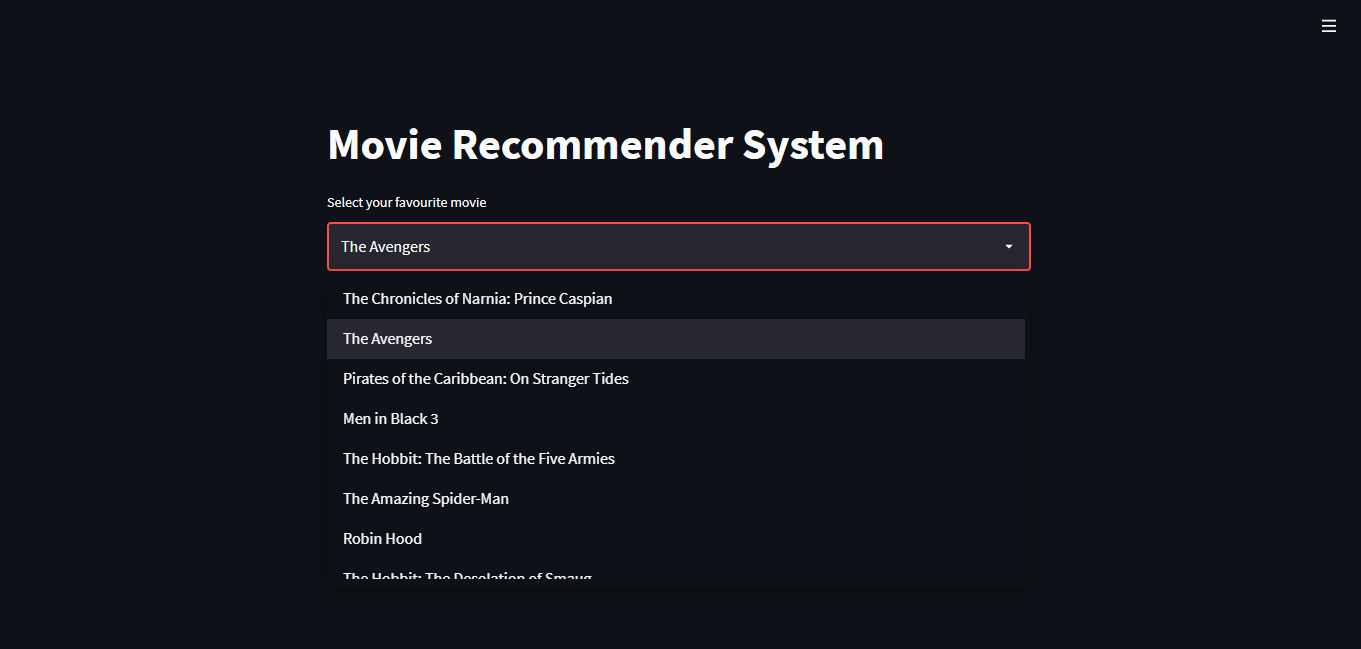 Movie Recommender System
Select your favourite movie
The Avengers
The Chronicles of Narnia: Prince Caspian
The Avengers
Pirates of the Caribbean: On Stranger Tides
Men in Black 3
The Hobbit: The Battle of the Five Armies
The Amazing Spider-Man
Robin Hood
The Hobbit: The Desolation of Smaug